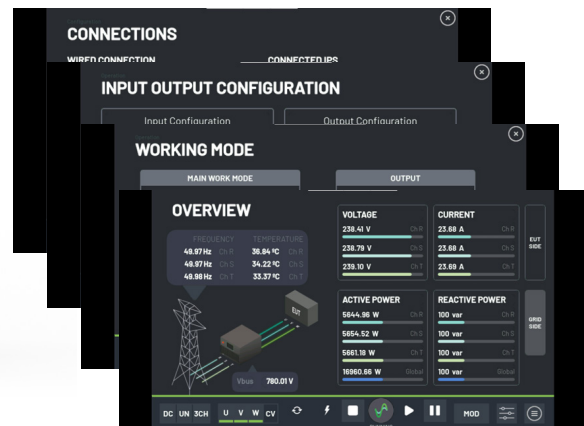 CONNECTIONS
WIRED CONNECTION CONNECTED IPS
INPUT OUTPUT CONFIGURATION
Input Configuration Output Configuration
WORKING MODE
MAIN WORK MODE OUTPUT
OVERVIEW
FREQUENCY TEMPERATURE
49.97 Hz Ch R 36.84 ºC Ch R
49.97 Hz Ch S 34.22 ºC Ch S
49.98 Hz Ch T 33.37 ºC Ch T
EUT
Vbus 780.01 V
VOLTAGE
238.41 V Ch R
238.79 V Ch S
239.10 V Ch T
CURRENT
23.68 A Ch R
23.68 A Ch S
23.69 A Ch T
EUT
SIDE
ACTIVE POWER
5644.96 W Ch R
5654.52 W Ch S
5661.18 W Ch T
16960.66 W Global
REACTIVE POWER
100 var Ch R
100 var Ch S
100 var Ch T
100 var Global
GRID
SIDE
DC UN 3CH U V W CV MOD